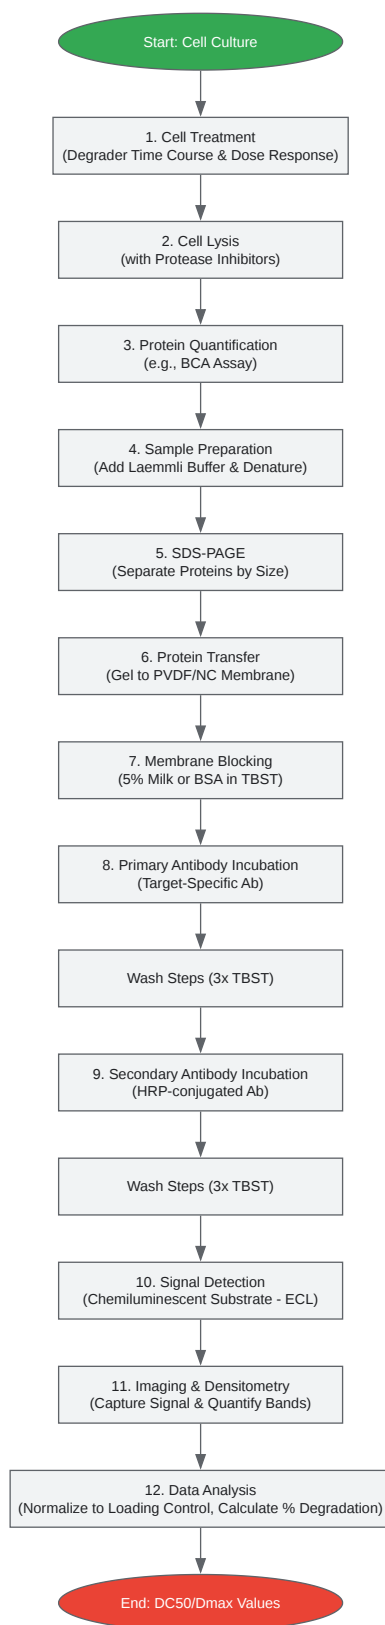 Start: Cell Culture
1. Cell Treatment
(Degrader Time Course & Dose Response)
2. Cell Lysis
(with Protease Inhibitors)
3. Protein Quantification
(e.g., BCA Assay)
4. Sample Preparation
(Add Laemmli Buffer & Denature)
5. SDS-PAGE
(Separate Proteins by Size)
6. Protein Transfer
(Gel to PVDF/NC Membrane)
7. Membrane Blocking
(5% Milk or BSA in TBST)
8. Primary Antibody Incubation
(Target-Specific Ab)
Wash Steps (3x TBST)
9. Secondary Antibody Incubation
(HRP-conjugated Ab)
Wash Steps (3x TBST)
10. Signal Detection
(Chemiluminescent Substrate - ECL)
11. Imaging & Densitometry
(Capture Signal & Quantify Bands)
12. Data Analysis
(Normalize to Loading Control, Calculate % Degradation)
End: DC50/Dmax Values